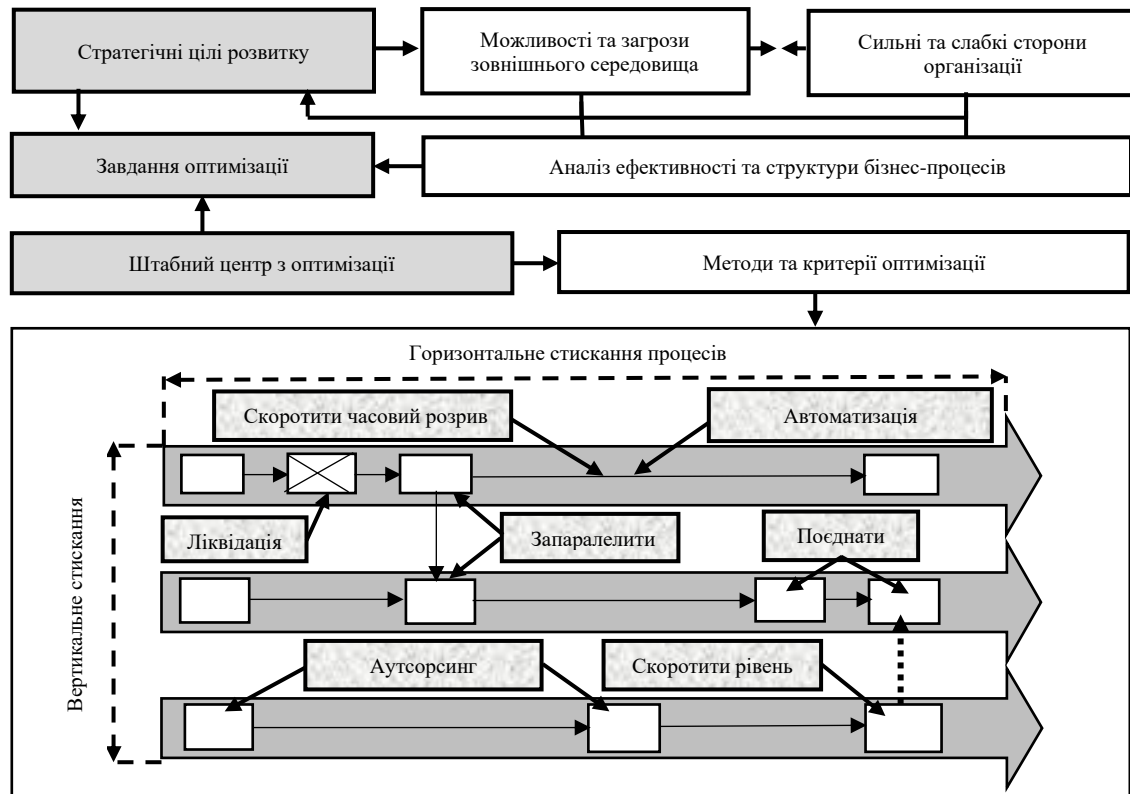 Стратегічні цілі розвитку
Можливості та загрози
зовнішнього середовища
Сильні та слабкі сторони
організації
Завдання оптимізації
Аналіз ефективності та структури бізнес-процесів
Штабний центр з оптимізації
Методи та критерії оптимізації
Горизонтальне стискання процесів
Скоротити часовий розрив
Автоматизація
Вертикальне стискання
Ліквідація
Запаралелити
Поєднати
Аутсорсинг
Скоротити рівень